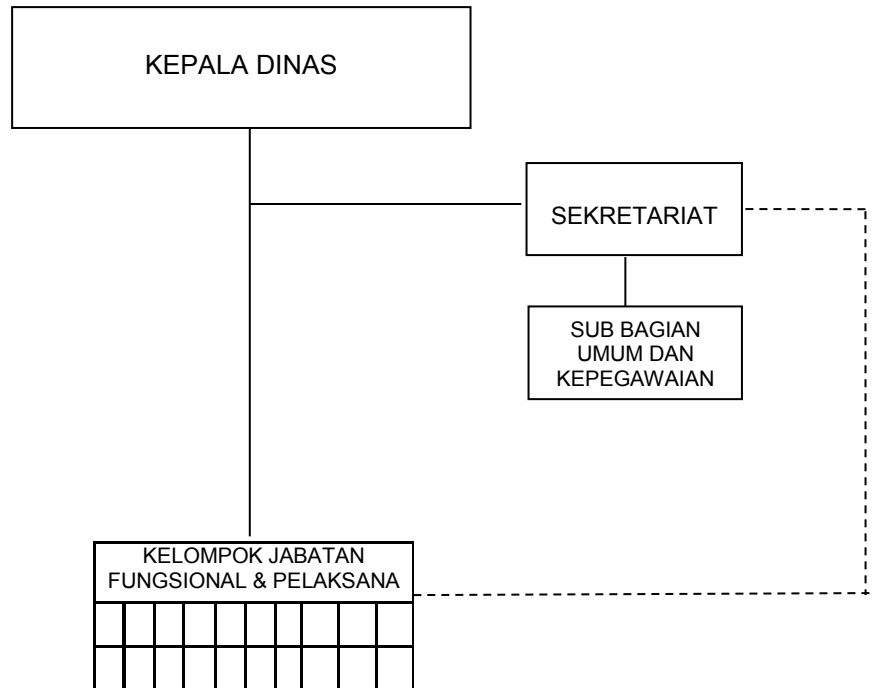 KEPALA DINAS
SEKRETARIAT
SUB BAGIAN
UMUM DAN
KEPEGAWAIAN
KELOMPOK JABATAN
FUNGSIONAL & PELAKSANA